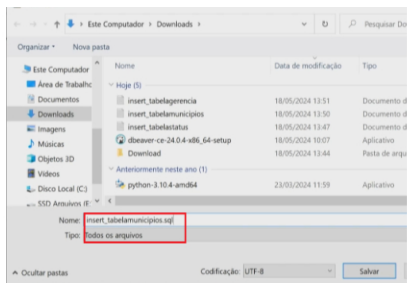 Este Computador > Downloads >
Pesquisar Do
Organizar
Nova pasta
Este Computador
Área de Trabalho
Documentos
Downloads
Imagens
Músicas
Objetos 3D
Vídeos
Disco Local (C:)
SSD Arquivos (E:
Nome
Data de modificação
Tipo
Hoje (5)
insert_tabelagerencia 18/05/2024 13:51 Documento d
insert_tabelamunicipios 18/05/2024 13:50 Documento d
insert_tabelastatus 18/05/2024 13:47 Documento d
dbeaver-ce-24.0.4-x86_64-setup 18/05/2024 10:07 Aplicativo
Download 18/05/2024 13:44 Pasta de arqu
Anteriormente neste ano (1)
python-3.10.4-amd64 23/03/2024 11:59 Aplicativo
Nome: insert_tabelamunicipios.sql
Tipo: Todos os arquivos
Ocultar pastas
Codificação: UTF-8
Salvar